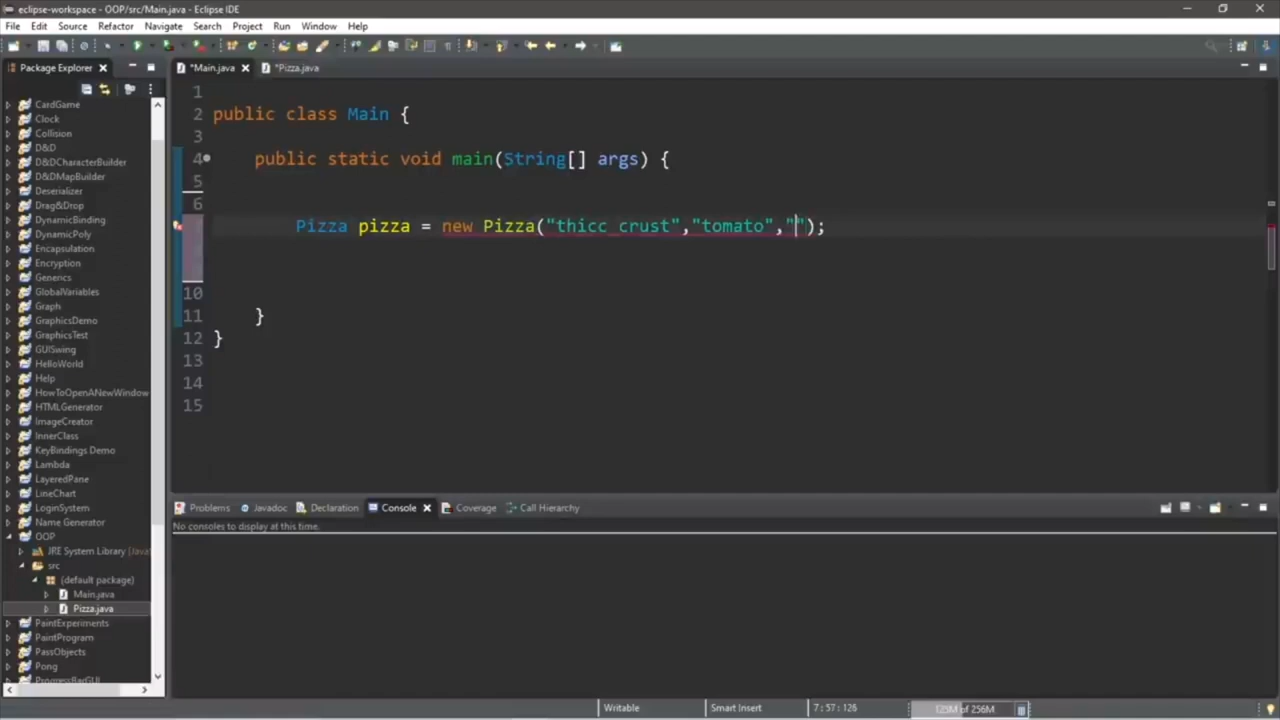 eclipse-workspace - OOP/src/Main.java - Eclipse IDE
File Edit Source Refactor Navigate Search Project Run Window Help
Package Explorer
*Main.java *Pizza.java
CardGame
Clock
Collision
D&D
D&DCharacterBuilder
D&DMapBuilder
Deserializer
Drag&Drop
DynamicBinding
DynamicPoly
Encapsulation
Encryption
Generics
GlobalVariables
Graph
GraphicsDemo
GraphicsTest
GUISwing
HelloWorld
Help
HowToOpenANewWindow
HTMLGenerator
ImageCreator
InnerClass
KeyBindings Demo
Lambda
LayeredPane
LineChart
LoginSystem
Name Generator
OOP
JRE System Library [Java
src
(default package)
Main.java
Pizza.java
PaintExperiments
PaintProgram
PassObjects
Pong
ProgressBarGUI
1
2 public class Main {
3
4 public static void main(String[] args) {
5
6
Pizza pizza = new Pizza("thicc_crust","tomato","");
10
11 }
12 }
13
14
15
Problems Javadoc Declaration Console Coverage Call Hierarchy
No consoles to display at this time.
Writable Smart Insert 7 : 57 : 126 125M of 256M